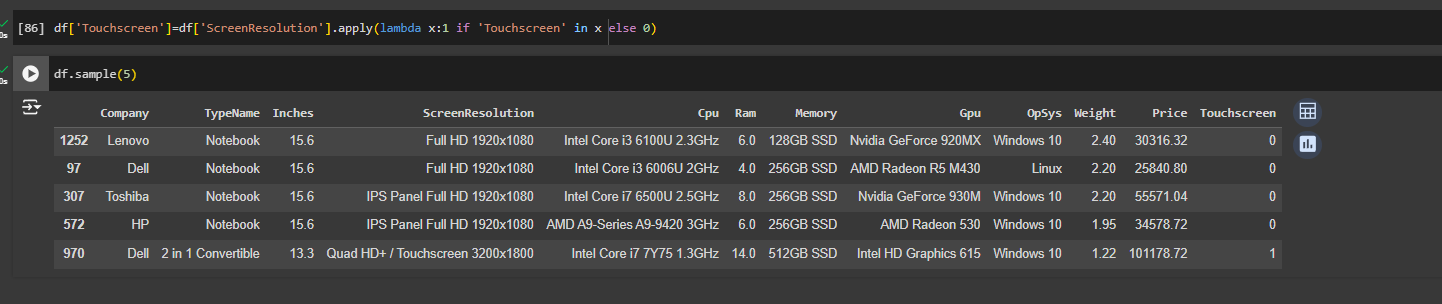 [86] df['Touchscreen']=df['ScreenResolution'].apply(lambda x:1 if 'Touchscreen' in x else 0)
0s
df.sample(5)
0s
Company TypeName Inches ScreenResolution Cpu Ram Memory Gpu OpSys Weight Price Touchscreen
1252 Lenovo Notebook 15.6 Full HD 1920x1080 Intel Core i3 6100U 2.3GHz 6.0 128GB SSD Nvidia GeForce 920MX Windows 10 2.40 30316.32 0
97 Dell Notebook 15.6 Full HD 1920x1080 Intel Core i3 6006U 2GHz 4.0 256GB SSD AMD Radeon R5 M430 Linux 2.20 25840.80 0
307 Toshiba Notebook 15.6 IPS Panel Full HD 1920x1080 Intel Core i7 6500U 2.5GHz 8.0 256GB SSD Nvidia GeForce 930M Windows 10 2.20 55571.04 0
572 HP Notebook 15.6 IPS Panel Full HD 1920x1080 AMD A9-Series A9-9420 3GHz 6.0 256GB SSD AMD Radeon 530 Windows 10 1.95 34578.72 0
970 Dell 2 in 1 Convertible 13.3 Quad HD+ / Touchscreen 3200x1800 Intel Core i7 7Y75 1.3GHz 14.0 512GB SSD Intel HD Graphics 615 Windows 10 1.22 101178.72 1